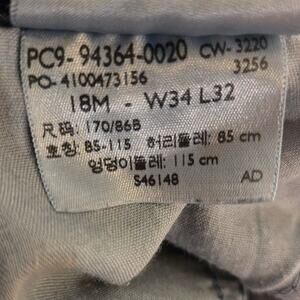 PC9-94364-0020 CW-3220
PO-4100473156 3256
18M - W34 L32
尺码: 170/86B
호칭: 85-115 허리둘레: 85 cm
엉덩이둘레: 115 cm
S46148 AD